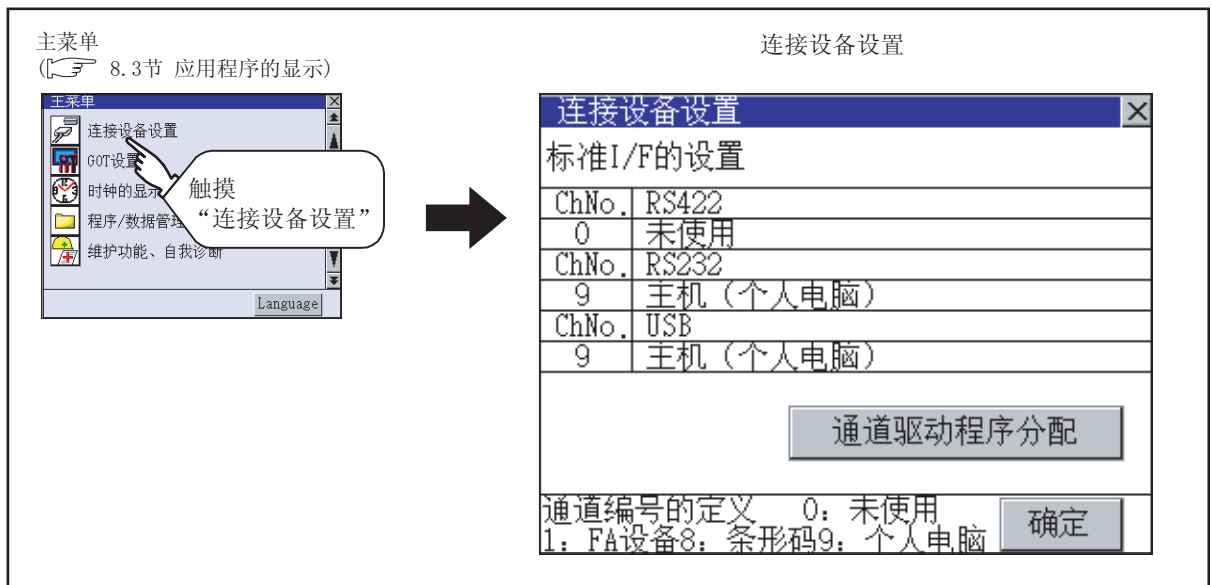 主菜单
(☞ 8.3节 应用程序的显示)
主菜单
连接设备设置
GOT设置
时钟的显示
程序/数据管理
维护功能、自我诊断
Language
触摸
“连接设备设置”
连接设备设置
连接设备设置
标准I/F的设置
ChNo. RS422
0 未使用
ChNo. RS232
9 主机（个人电脑）
ChNo. USB
9 主机（个人电脑）
通道驱动程序分配
通道编号的定义 0：未使用
1：FA设备8：条形码9：个人电脑
确定